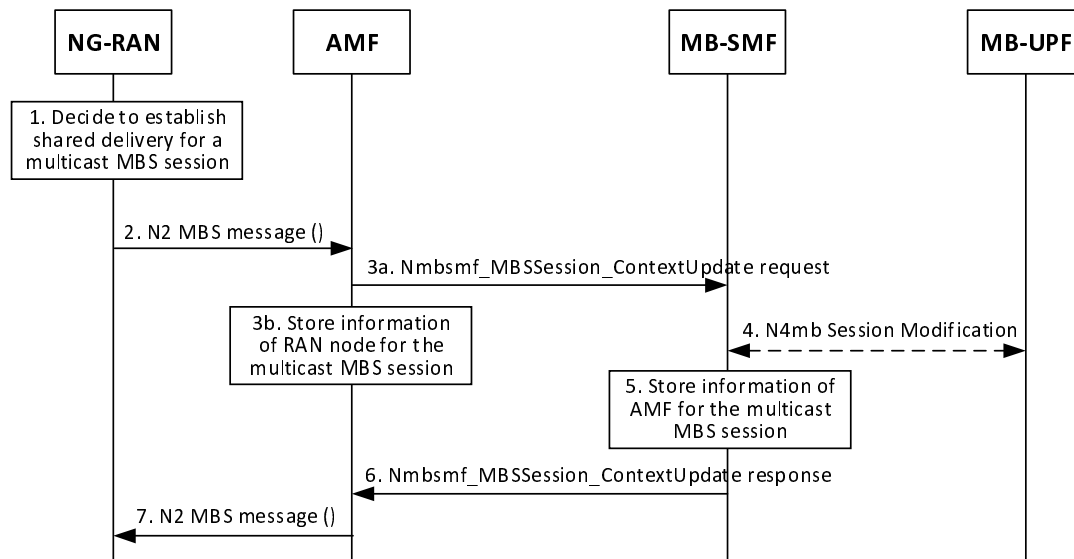 NG-RAN
AMF
MB-SMF
MB-UPF
1. Decide to establish
shared delivery for a
multicast MBS session
2. N2 MBS message ()
3a. Nmbsmf_MBSSession_ContextUpdate request
3b. Store information
of RAN node for the
multicast MBS session
4. N4mb Session Modification
5. Store information of
AMF for the multicast
MBS session
6. Nmbsmf_MBSSession_ContextUpdate response
7. N2 MBS message ()